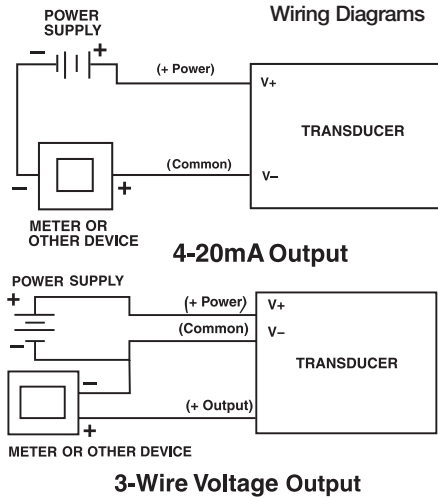 Wiring Diagrams
POWER
SUPPLY
− +
(+ Power)
V+
TRANSDUCER
(Common)
V−
− +
METER OR
OTHER DEVICE
4-20mA Output
POWER SUPPLY
+
(+ Power)
V+
(Common)
V−
−
TRANSDUCER
−
(+ Output)
+
METER OR OTHER DEVICE
3-Wire Voltage Output